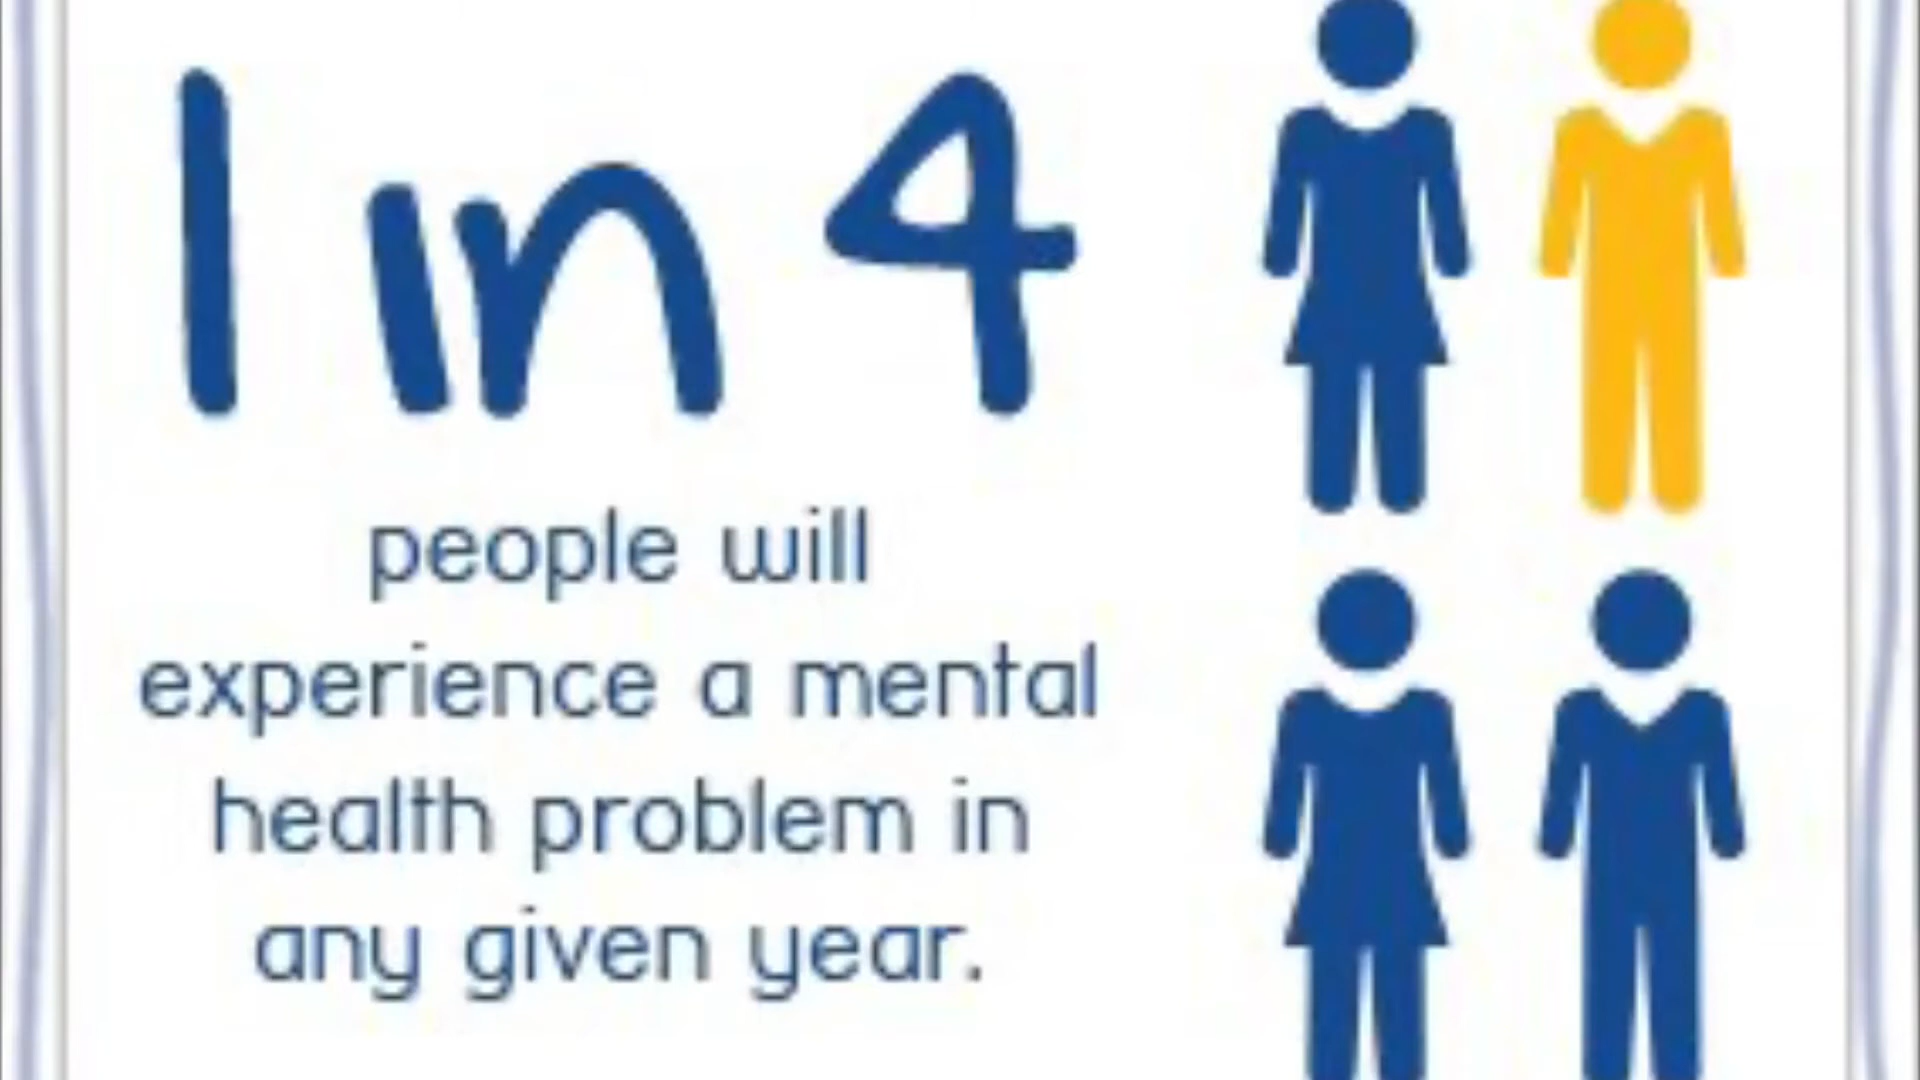 1 in 4
people will
experience a mental
health problem in
any given year.